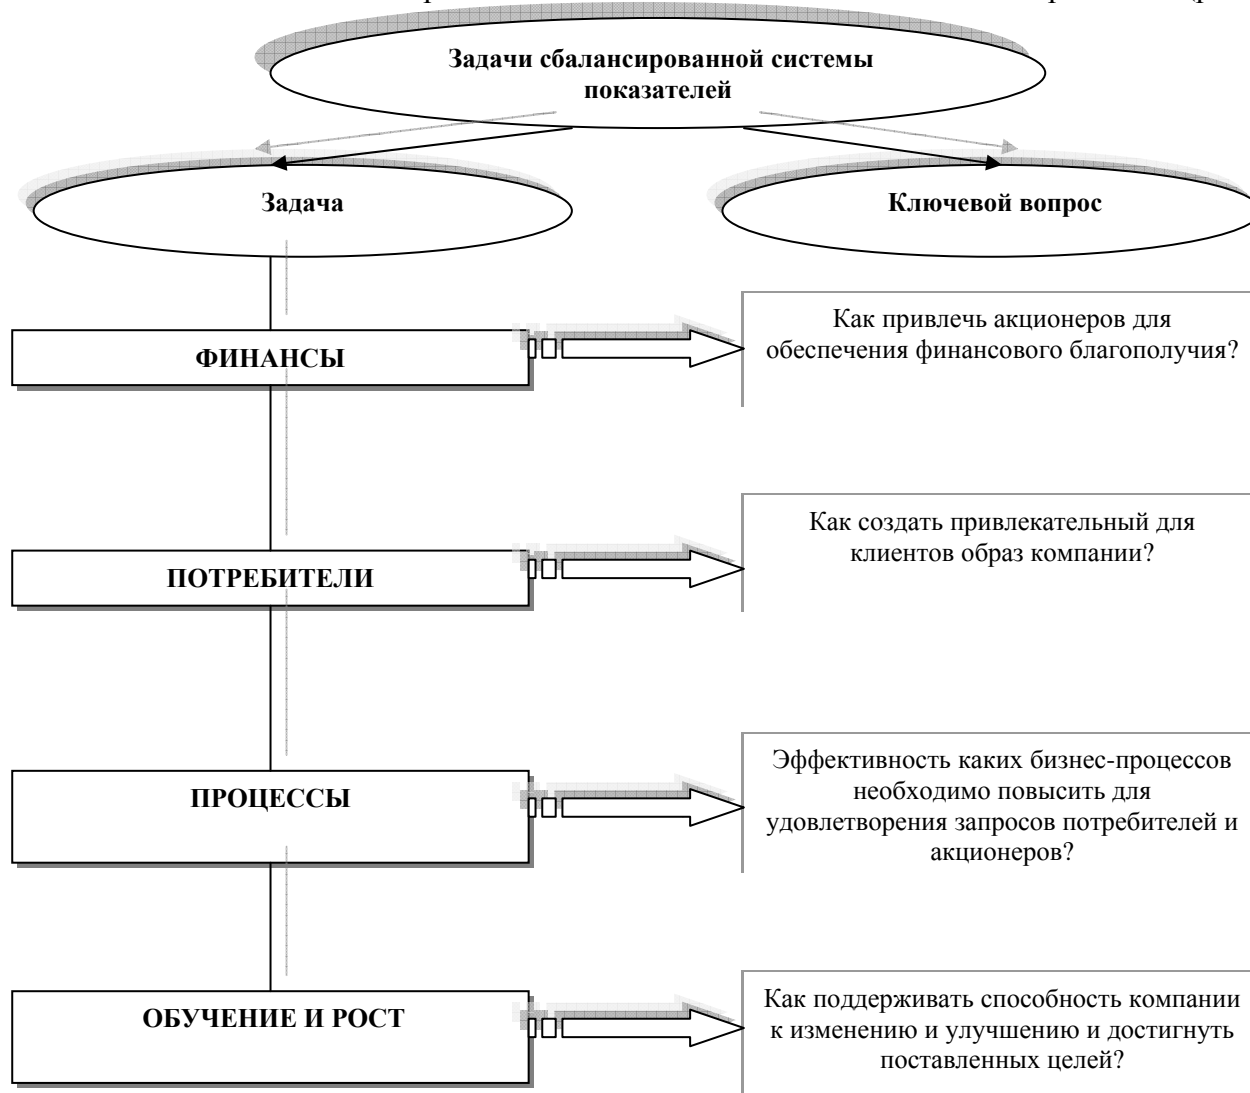 Задачи сбалансированной системы
показателей
Задача
Ключевой вопрос
ФИНАНСЫ
Как привлечь акционеров для
обеспечения финансового благополучия?
ПОТРЕБИТЕЛИ
Как создать привлекательный для
клиентов образ компании?
ПРОЦЕССЫ
Эффективность каких бизнес-процессов
необходимо повысить для
удовлетворения запросов потребителей и
акционеров?
ОБУЧЕНИЕ И РОСТ
Как поддерживать способность компании
к изменению и улучшению и достигнуть
поставленных целей?